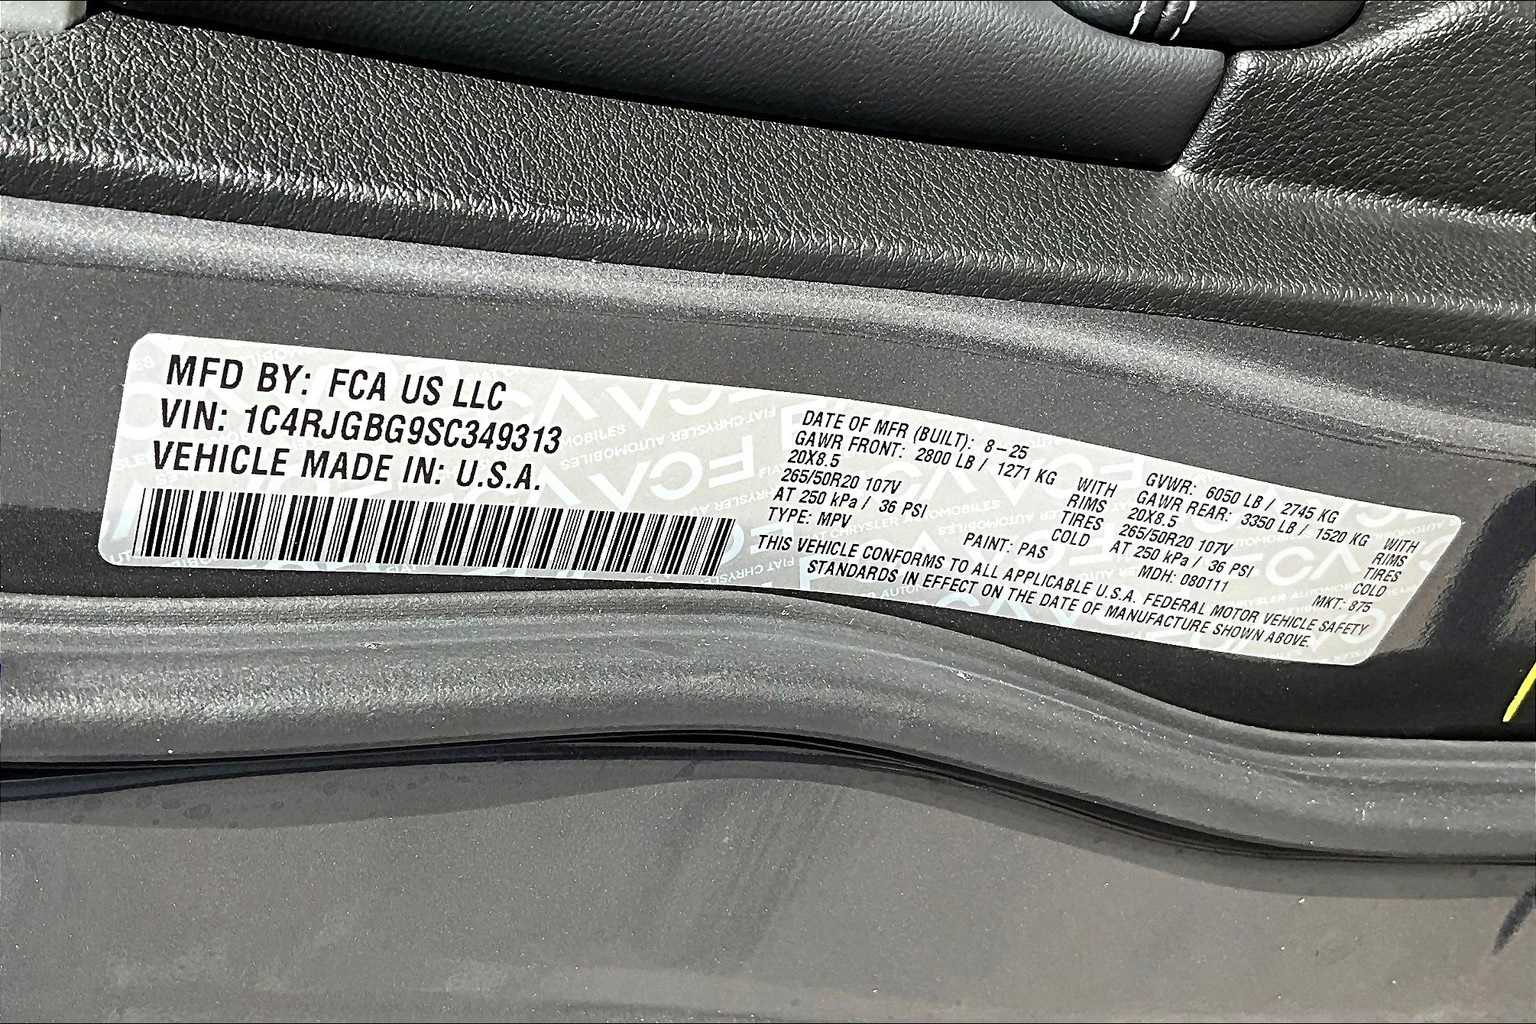 MFD BY: FCA US LLC
VIN: 1C4RJGBG9SC349313
VEHICLE MADE IN: U.S.A.
DATE OF MFR (BUILT): 8-25
GAWR FRONT: 2800 LB / 1271 KG WITH
20X8.5 RIMS
265/50R20 107V TIRES
AT 250 kPa / 36 PSI COLD
TYPE: MPV PAINT: PAS
GVWR: 6050 LB / 2745 KG
GAWR REAR: 3350 LB / 1520 KG WITH
20X8.5 RIMS
265/50R20 107V TIRES
AT 250 kPa / 36 PSI COLD
MDH: 080111 MKT: 875
THIS VEHICLE CONFORMS TO ALL APPLICABLE U.S.A. FEDERAL MOTOR VEHICLE SAFETY
STANDARDS IN EFFECT ON THE DATE OF MANUFACTURE SHOWN ABOVE.